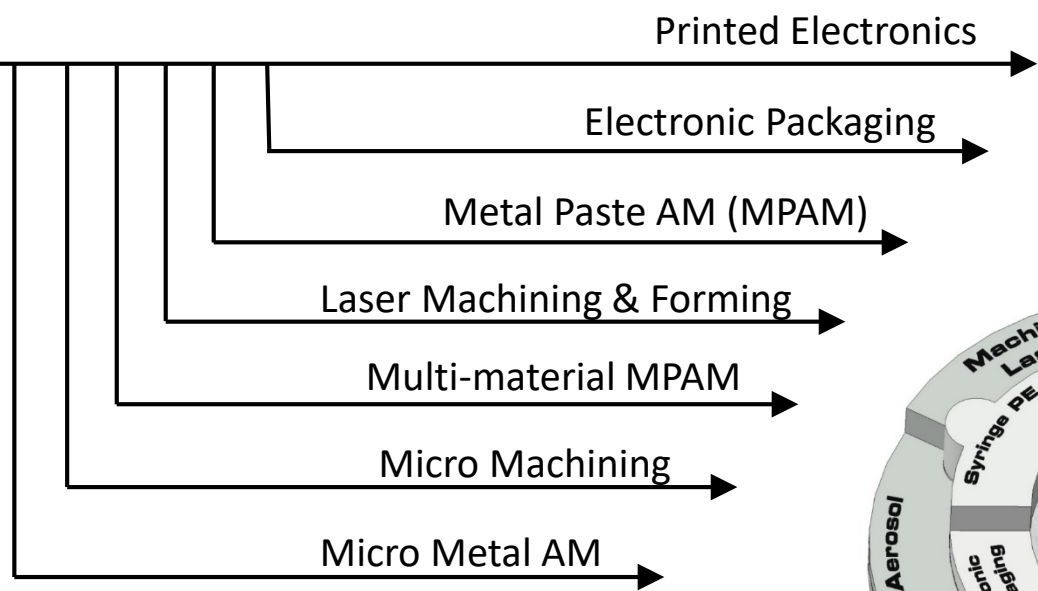 Printed Electronics
Electronic Packaging
Metal Paste AM (MPAM)
Laser Machining & Forming
Multi-material MPAM
Micro Machining
Micro Metal AM
Syringe PE
Aerosol